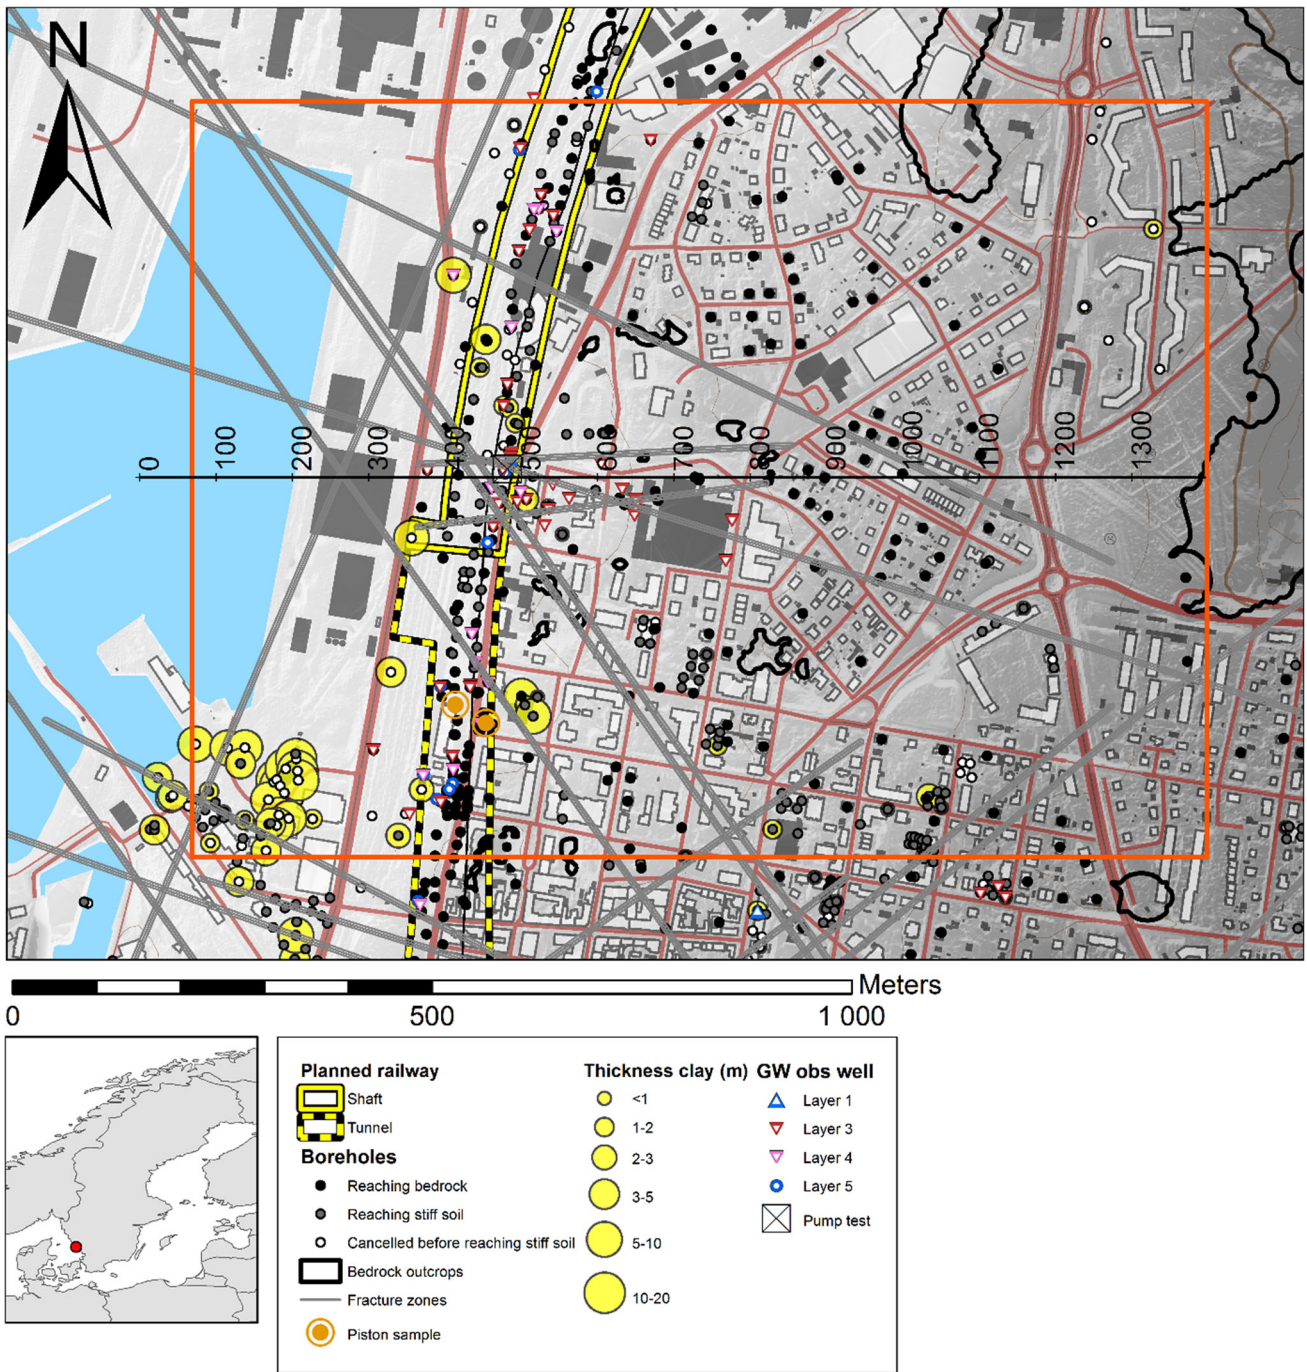 N
0
100
200
300
400
500
600
700
800
900
1000
1100
1200
1300
Meters
0
500
1 000
Planned railway
Shaft
Tunnel
Boreholes
Reaching bedrock
Reaching stiff soil
Cancelled before reaching stiff soil
Bedrock outcrops
Fracture zones
Piston sample
Thickness clay (m)
<1
1-2
2-3
3-5
5-10
10-20
GW obs well
Layer 1
Layer 3
Layer 4
Layer 5
Pump test